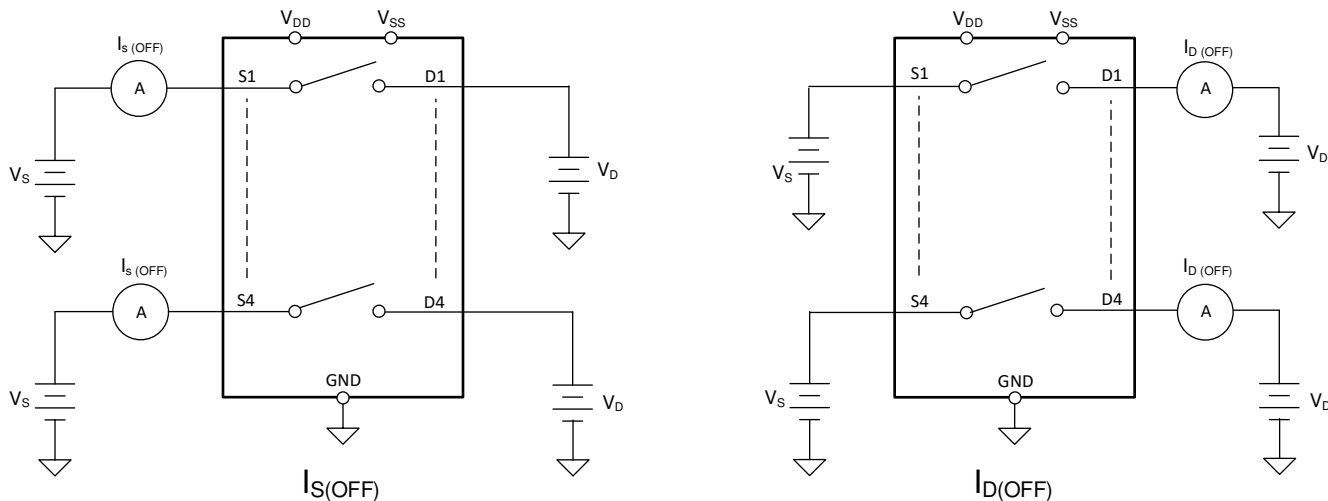 VDD VSS
Is (OFF)
A
S1 D1
VS
VD
Is (OFF)
A
S4 D4
GND
VS
VD
IS(OFF)
VDD VSS
ID (OFF)
S1 D1
A
VS
VD
ID (OFF)
S4 D4
A
GND
VS
VD
ID(OFF)